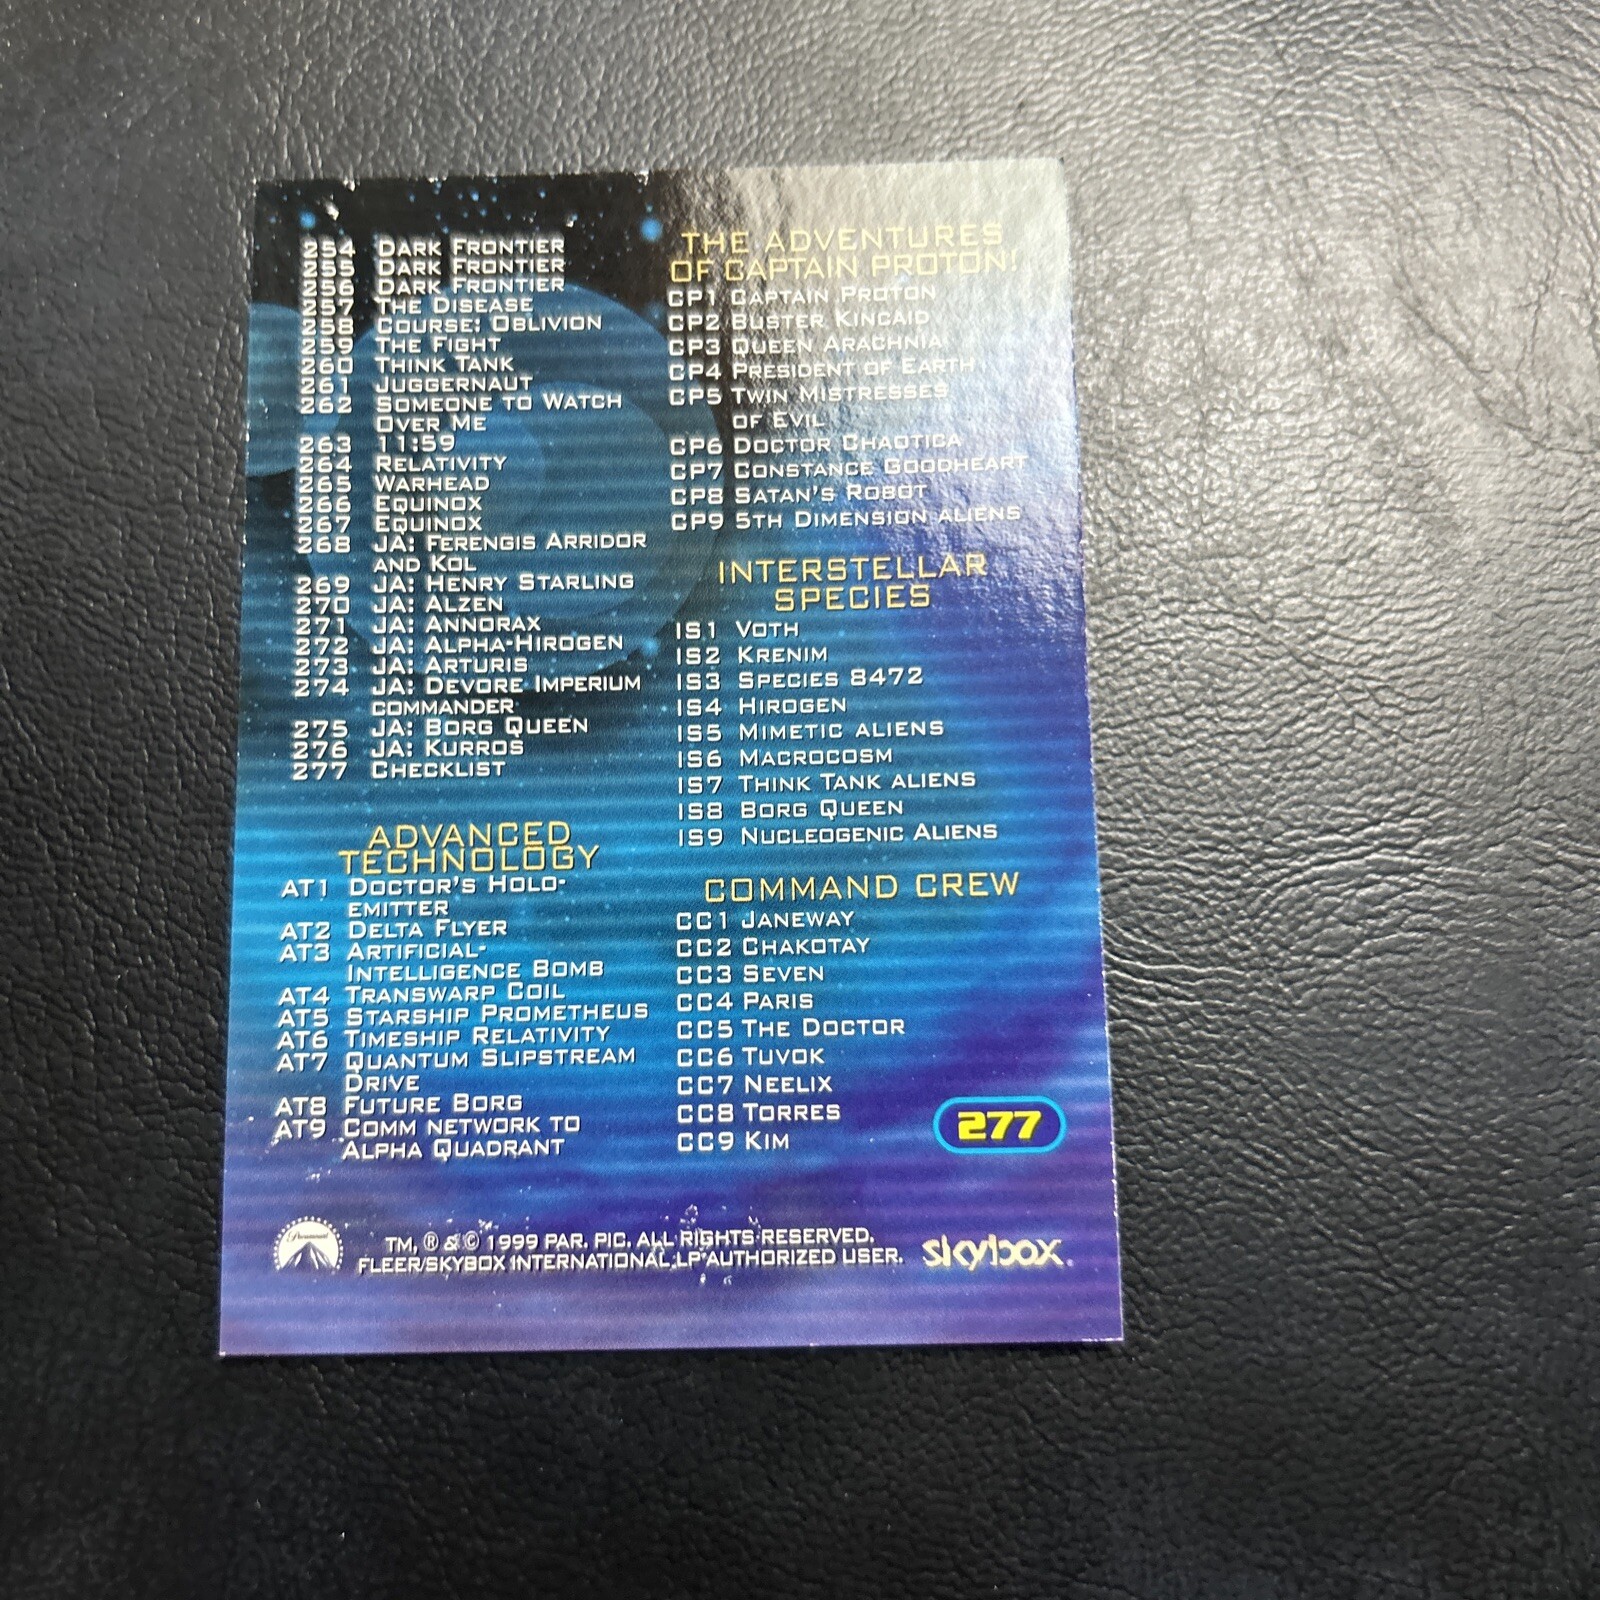 254 DARK FRONTIER
255 DARK FRONTIER
256 DARK FRONTIER
257 THE DISEASE
258 COURSE: OBLIVION
259 THE FIGHT
260 THINK TANK
261 JUGGERNAUT
262 SOMEONE TO WATCH
OVER ME
263 11:59
264 RELATIVITY
265 WARHEAD
266 EQUINOX
267 EQUINOX
268 JA: FERENGIS ARRIDOR
AND KOL
269 JA: HENRY STARLING
270 JA: ALZEN
271 JA: ANNORAX
272 JA: ALPHA-HIROGEN
273 JA: ARTURIS
274 JA: DEVORE IMPERIUM
COMMANDER
275 JA: BORG QUEEN
276 JA: KURROS
277 CHECKLIST
ADVANCED
TECHNOLOGY
AT1 DOCTOR'S HOLO-
EMITTER
AT2 DELTA FLYER
AT3 ARTIFICIAL-
INTELLIGENCE BOMB
AT4 TRANSWARP COIL
AT5 STARSHIP PROMETHEUS
AT6 TIMESHIP RELATIVITY
AT7 QUANTUM SLIPSTREAM
DRIVE
AT8 FUTURE BORG
AT9 COMM NETWORK TO
ALPHA QUADRANT
THE ADVENTURES
OF CAPTAIN PROTON!
CP1 CAPTAIN PROTON
CP2 BUSTER KINCAID
CP3 QUEEN ARACHNIA
CP4 PRESIDENT OF EARTH
CP5 TWIN MISTRESSES
OF EVIL
CP6 DOCTOR CHAOTICA
CP7 CONSTANCE GOODHEART
CP8 SATAN'S ROBOT
CP9 5TH DIMENSION ALIENS
INTERSTELLAR
SPECIES
IS1 VOTH
IS2 KRENIM
IS3 SPECIES 8472
IS4 HIROGEN
IS5 MIMETIC ALIENS
IS6 MACROCOSM
IS7 THINK TANK ALIENS
IS8 BORG QUEEN
IS9 NUCLEOGENIC ALIENS
COMMAND CREW
CC1 JANEWAY
CC2 CHAKOTAY
CC3 SEVEN
CC4 PARIS
CC5 THE DOCTOR
CC6 TUVOK
CC7 NEELIX
CC8 TORRES
CC9 KIM
277
Paramount
TM, ® & © 1999 PAR. PIC. ALL RIGHTS RESERVED.
FLEER/SKYBOX INTERNATIONAL LP AUTHORIZED USER.
skybox